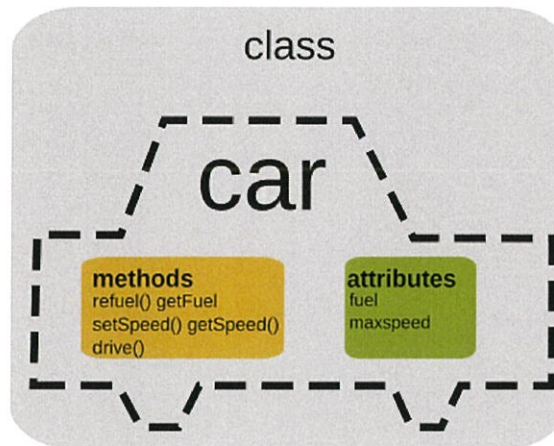 class
car
methods
refuel() getFuel
setSpeed() getSpeed()
drive()
attributes
fuel
maxspeed